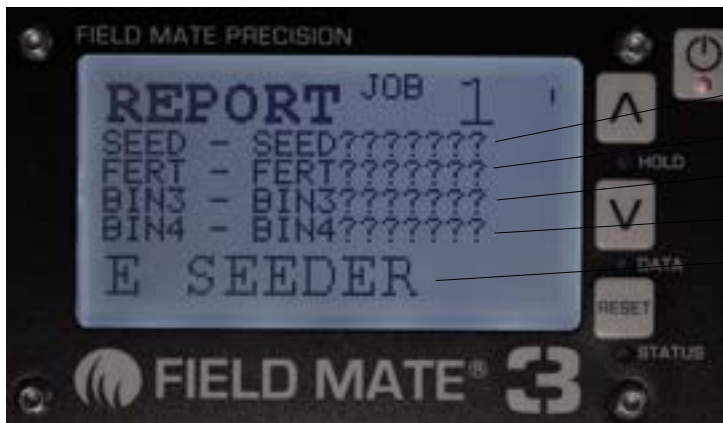 FIELD MATE PRECISION
REPORT JOB 1
SEED - SEED???????
FERT - FERT???????
BIN3 - BIN3???????
BIN4 - BIN4???????
E SEEDER
HOLD
DATA
RESET
STATUS
FIELD MATE® 3